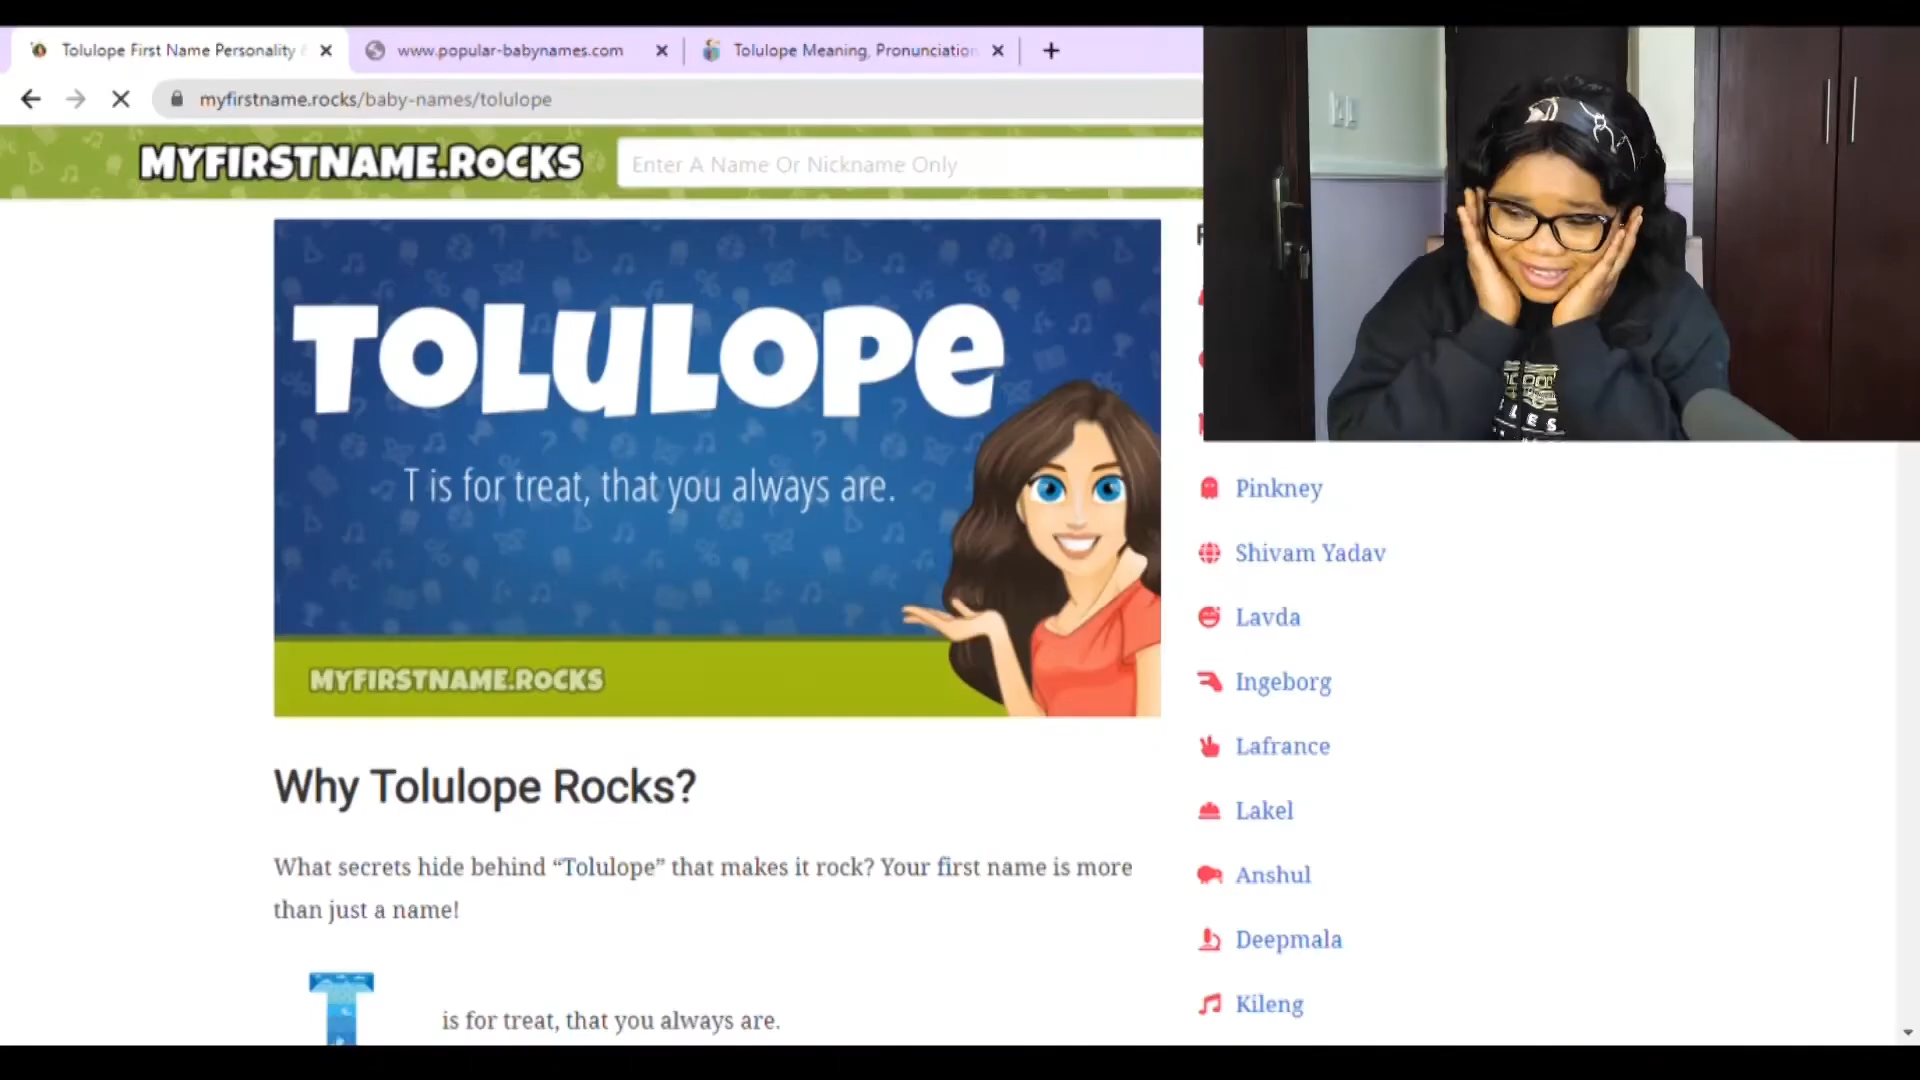 Tolulope First Name Personality
www.popular-babynames.com
Tolulope Meaning, Pronunciation
myfirstname.rocks/baby-names/tolulope
MYFIRSTNAME.ROCKS
Enter A Name Or Nickname Only
TOLULOPE
T is for treat, that you always are.
MYFIRSTNAME.ROCKS
Why Tolulope Rocks?
What secrets hide behind “Tolulope” that makes it rock? Your first name is more
than just a name!
T
is for treat, that you always are.
Pinkney
Shivam Yadav
Lavda
Ingeborg
Lafrance
Lakel
Anshul
Deepmala
Kileng